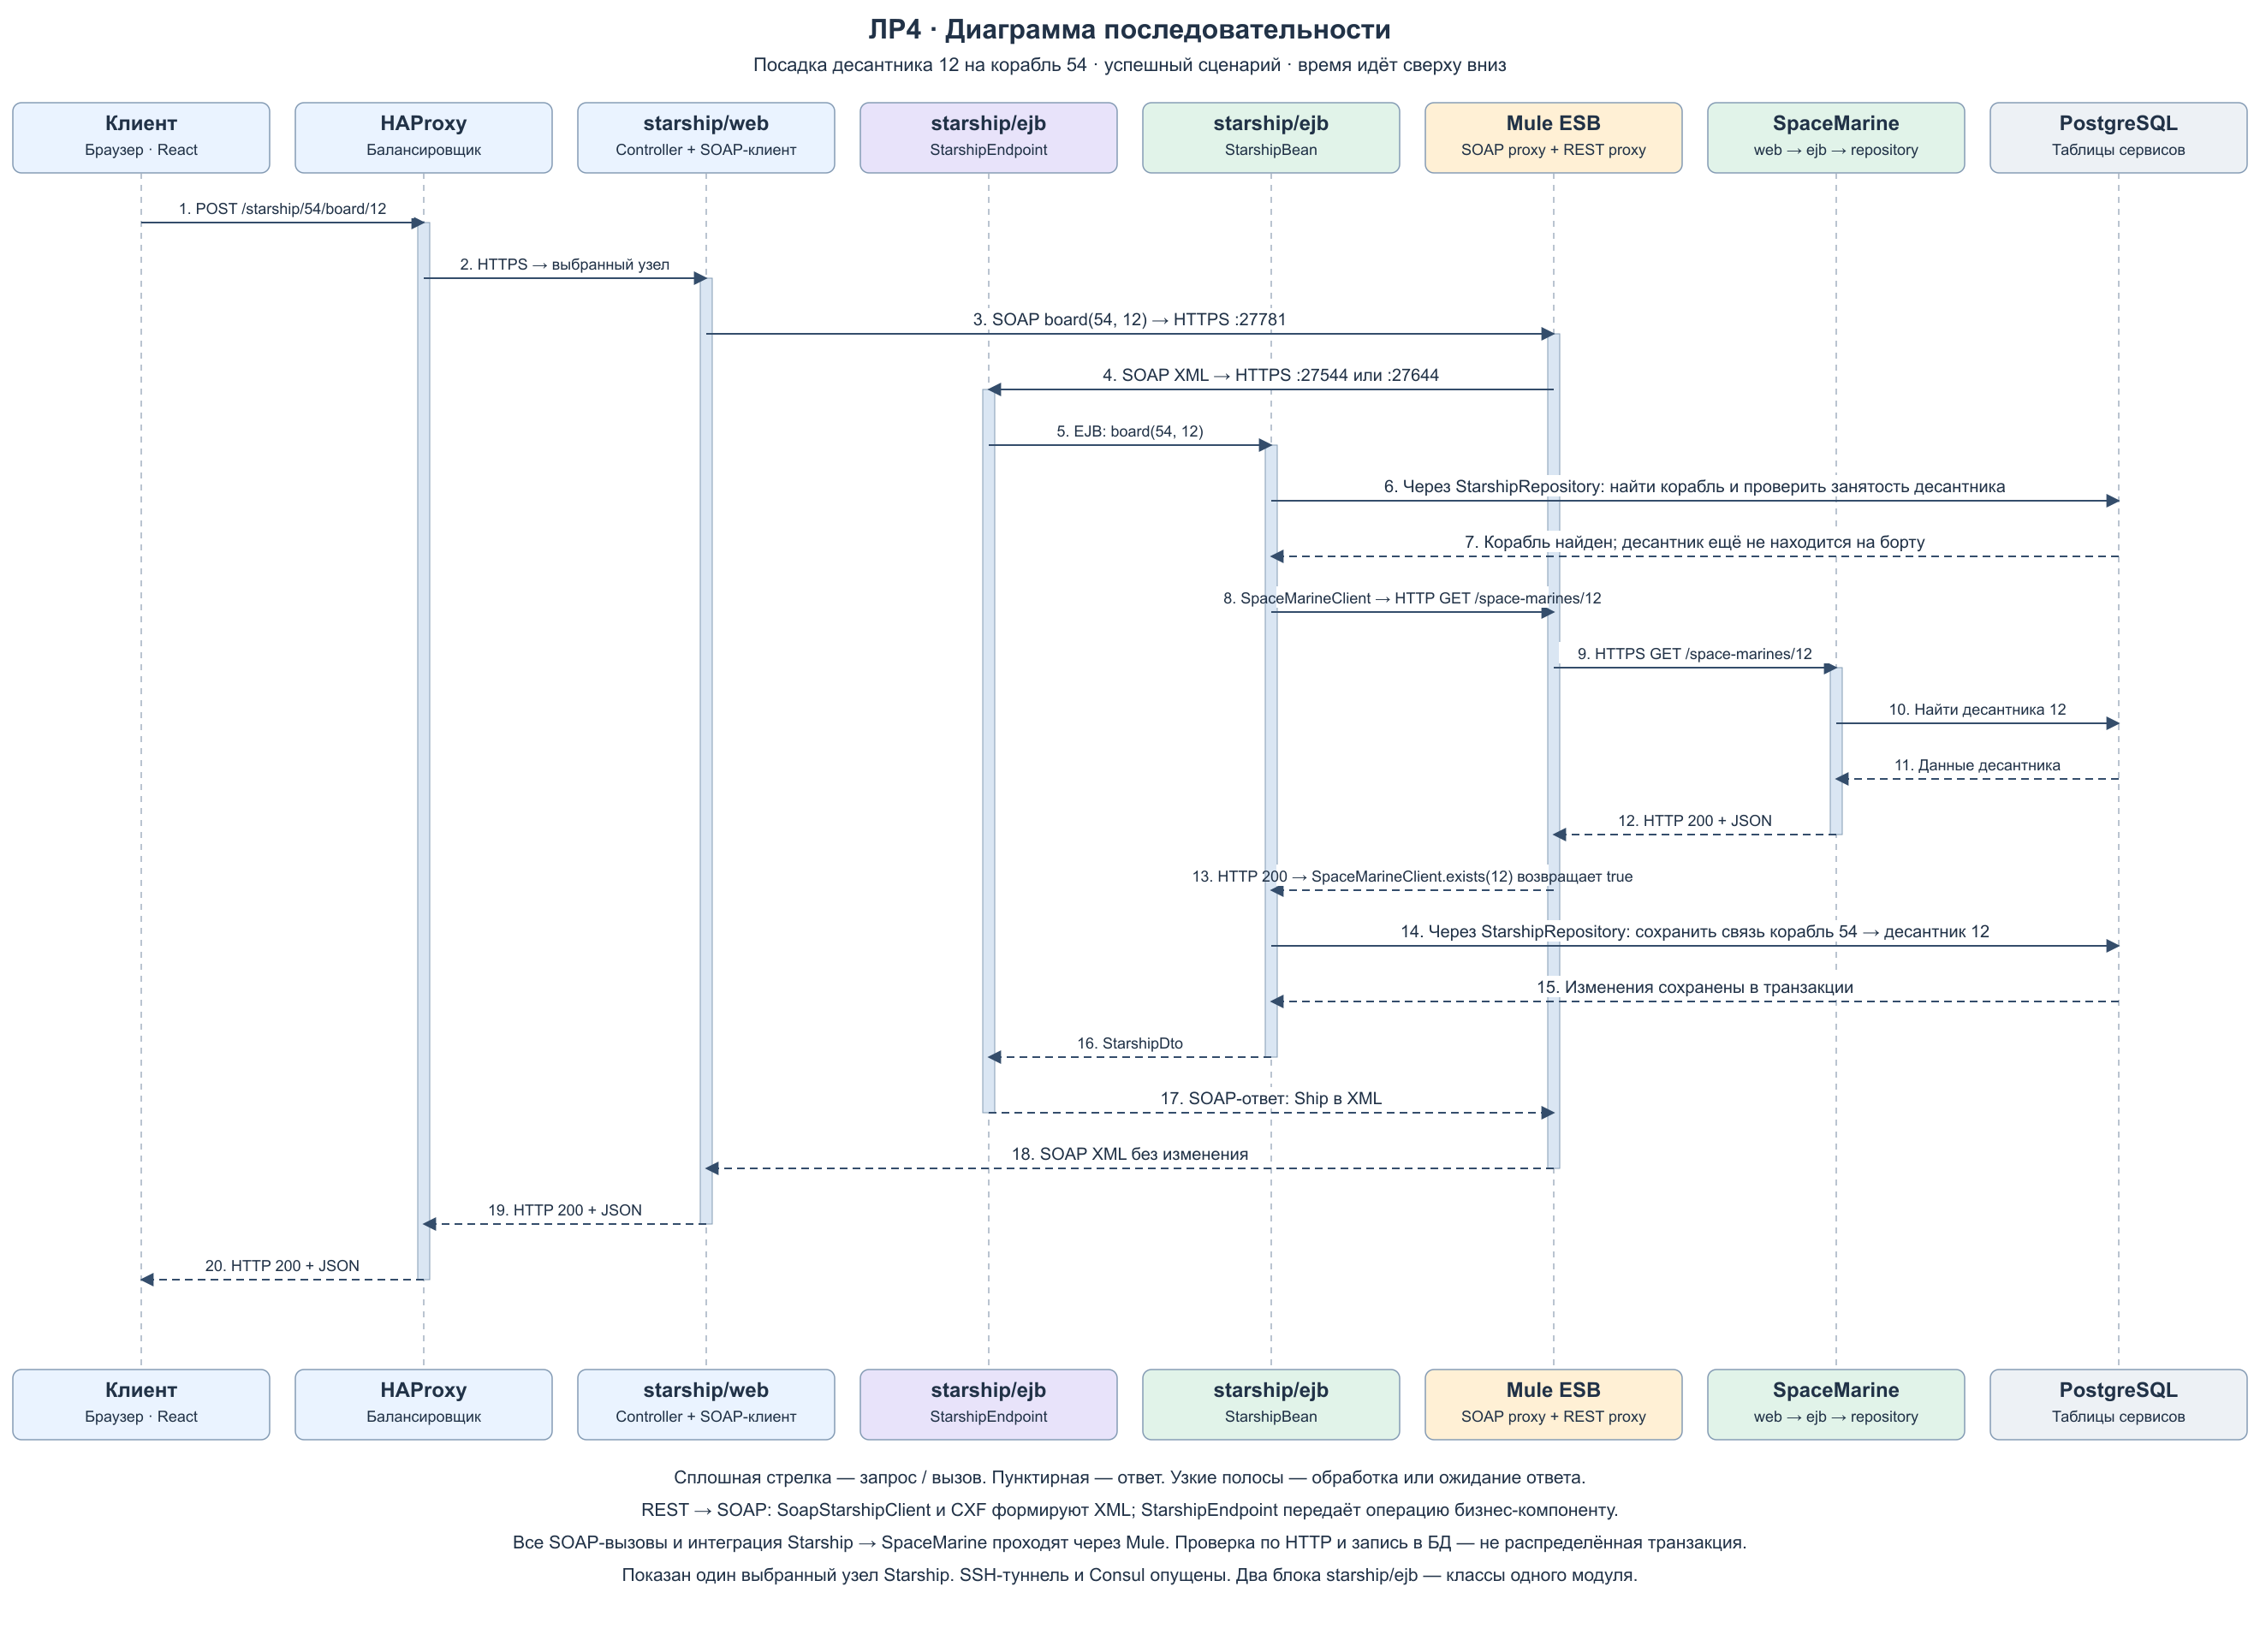 ЛР4 · Диаграмма последовательности
Посадка десантника 12 на корабль 54 · успешный сценарий · время идёт сверху вниз
Клиент
Браузер · React
HAProxy
Балансировщик
starship/web
Controller + SOAP-клиент
starship/ejb
StarshipEndpoint
starship/ejb
StarshipBean
Mule ESB
SOAP proxy + REST proxy
SpaceMarine
web → ejb → repository
PostgreSQL
Таблицы сервисов
1. POST /starship/54/board/12
2. HTTPS → выбранный узел
3. SOAP board(54, 12) → HTTPS :27781
4. SOAP XML → HTTPS :27544 или :27644
5. EJB: board(54, 12)
6. Через StarshipRepository: найти корабль и проверить занятость десантника
7. Корабль найден; десантник ещё не находится на борту
8. SpaceMarineClient → HTTP GET /space-marines/12
9. HTTPS GET /space-marines/12
10. Найти десантника 12
11. Данные десантника
12. HTTP 200 + JSON
13. HTTP 200 → SpaceMarineClient.exists(12) возвращает true
14. Через StarshipRepository: сохранить связь корабль 54 → десантник 12
15. Изменения сохранены в транзакции
16. StarshipDto
17. SOAP-ответ: Ship в XML
18. SOAP XML без изменения
19. HTTP 200 + JSON
20. HTTP 200 + JSON
Клиент
Браузер · React
HAProxy
Балансировщик
starship/web
Controller + SOAP-клиент
starship/ejb
StarshipEndpoint
starship/ejb
StarshipBean
Mule ESB
SOAP proxy + REST proxy
SpaceMarine
web → ejb → repository
PostgreSQL
Таблицы сервисов
Сплошная стрелка — запрос / вызов. Пунктирная — ответ. Узкие полосы — обработка или ожидание ответа.
REST → SOAP: SoapStarshipClient и CXF формируют XML; StarshipEndpoint передаёт операцию бизнес-компоненту.
Все SOAP-вызовы и интеграция Starship → SpaceMarine проходят через Mule. Проверка по HTTP и запись в БД — не распределённая транзакция.
Показан один выбранный узел Starship. SSH-туннель и Consul опущены. Два блока starship/ejb — классы одного модуля.